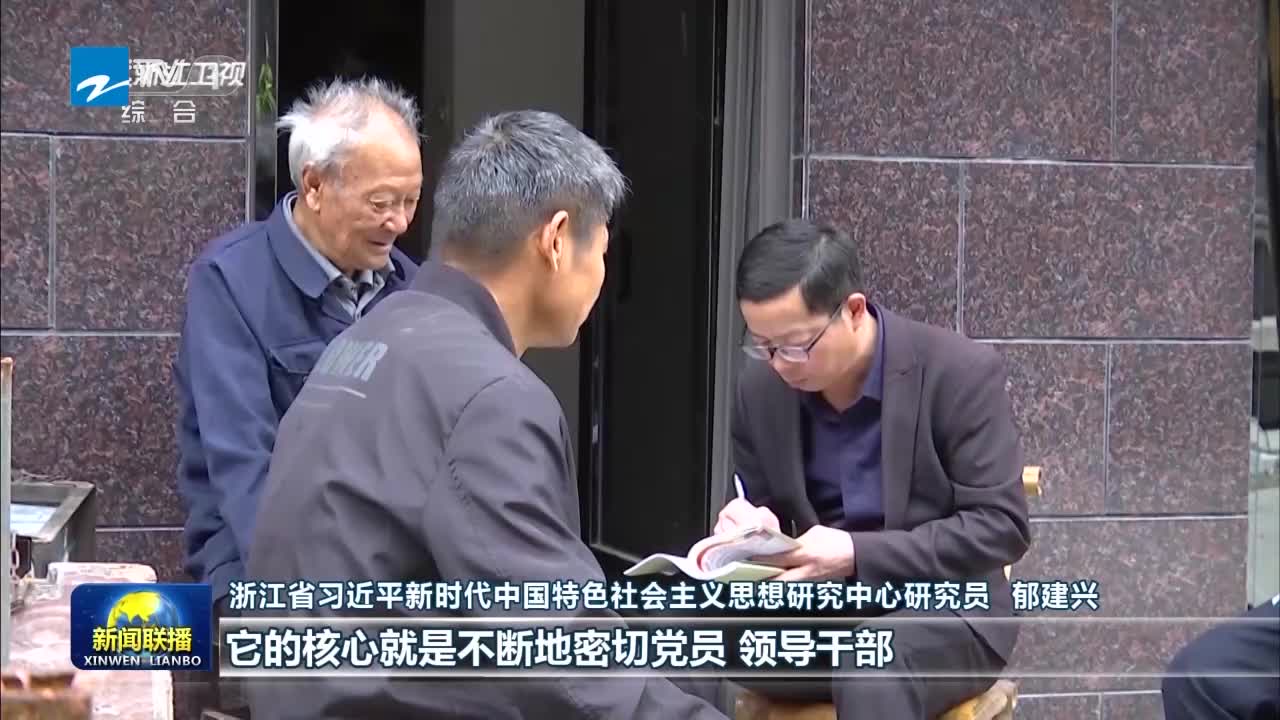 浙江卫视
综合
浙江省习近平新时代中国特色社会主义思想研究中心研究员 郁建兴
新闻联播
XINWEN LIANBO
它的核心就是不断地密切党员 领导干部